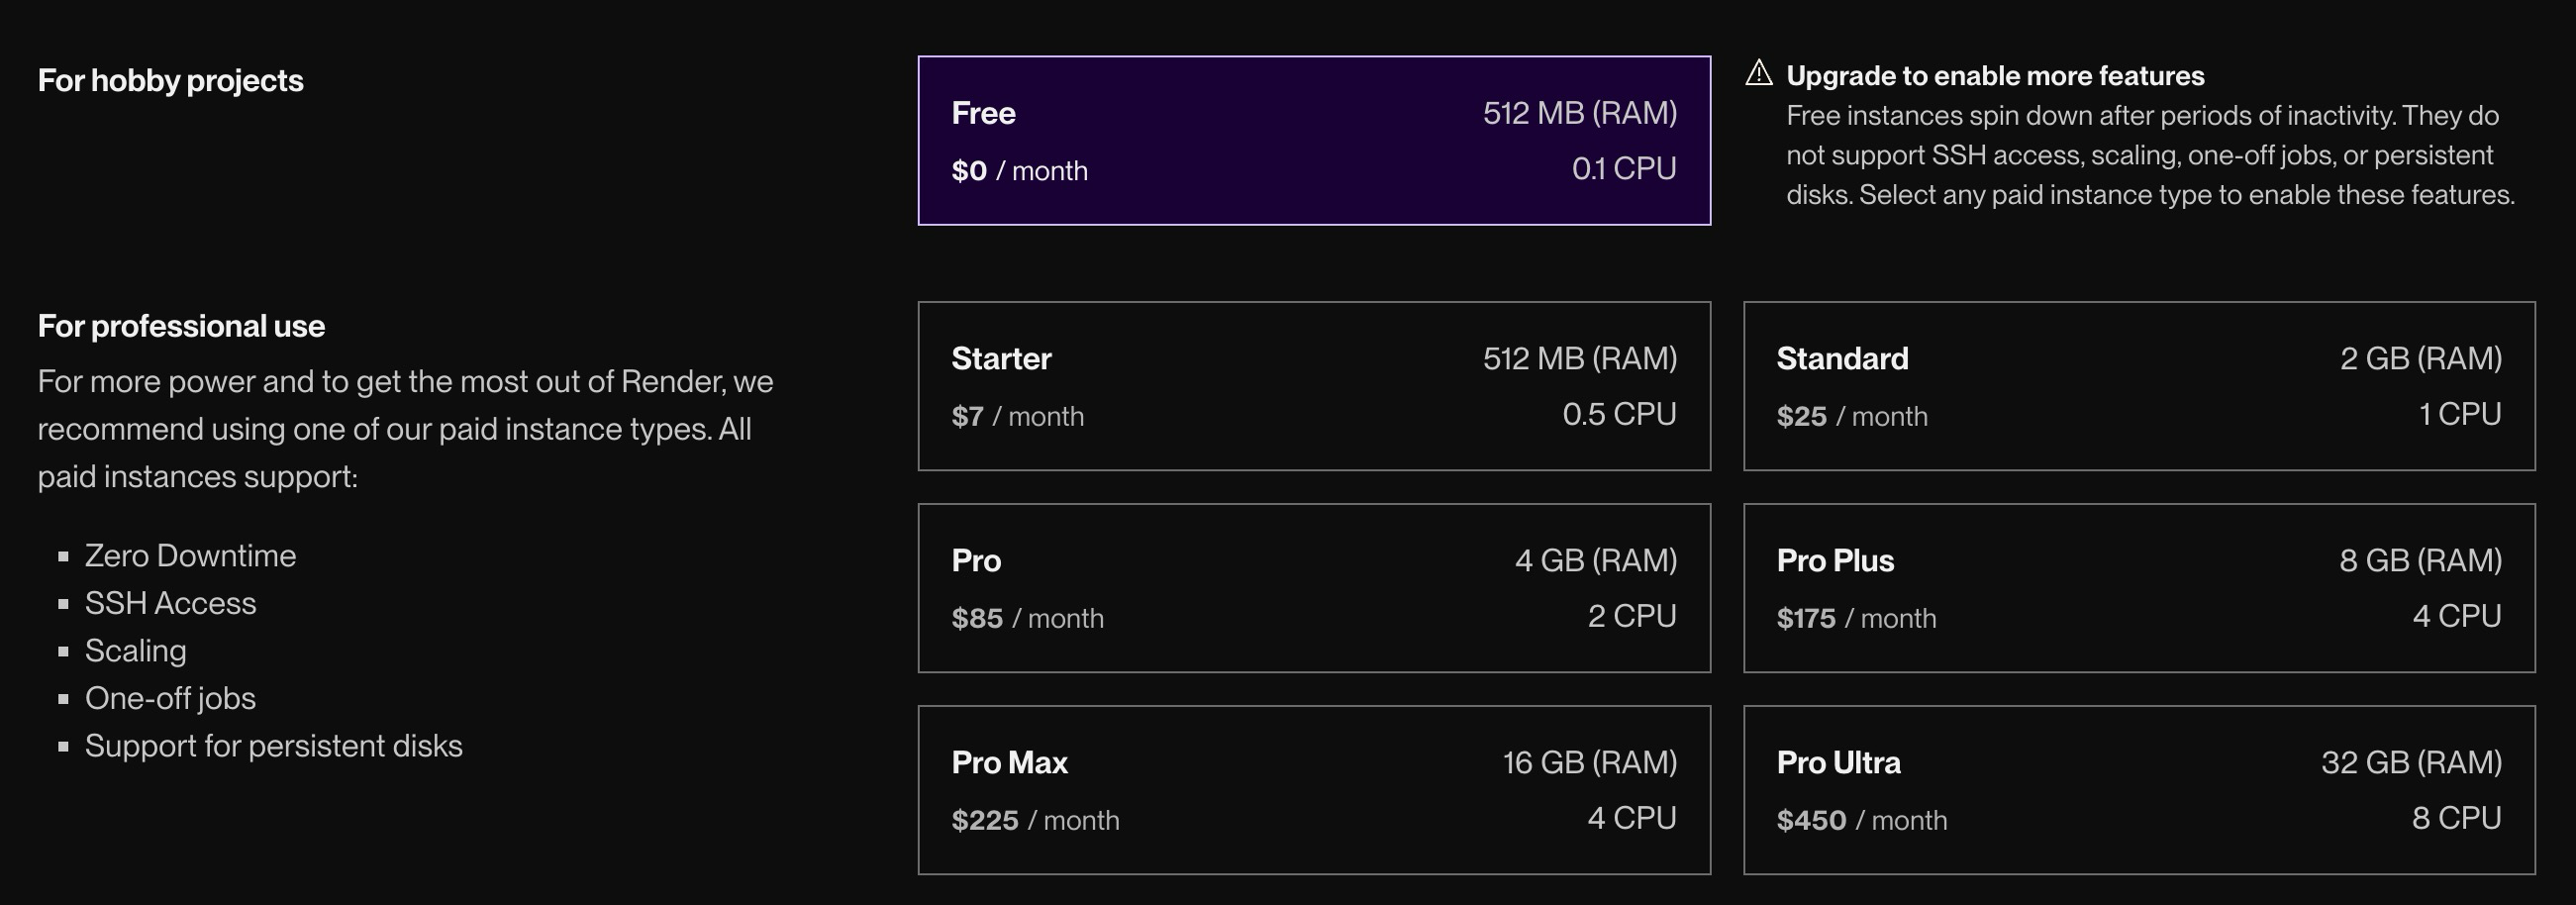 For hobby projects
Free
512 MB (RAM)
$0 / month
0.1 CPU
Upgrade to enable more features
Free instances spin down after periods of inactivity. They do
not support SSH access, scaling, one-off jobs, or persistent
disks. Select any paid instance type to enable these features.
For professional use
For more power and to get the most out of Render, we
recommend using one of our paid instance types. All
paid instances support:
Zero Downtime
SSH Access
Scaling
One-off jobs
Support for persistent disks
Starter
512 MB (RAM)
$7 / month
0.5 CPU
Standard
2 GB (RAM)
$25 / month
1 CPU
Pro
4 GB (RAM)
$85 / month
2 CPU
Pro Plus
8 GB (RAM)
$175 / month
4 CPU
Pro Max
16 GB (RAM)
$225 / month
4 CPU
Pro Ultra
32 GB (RAM)
$450 / month
8 CPU